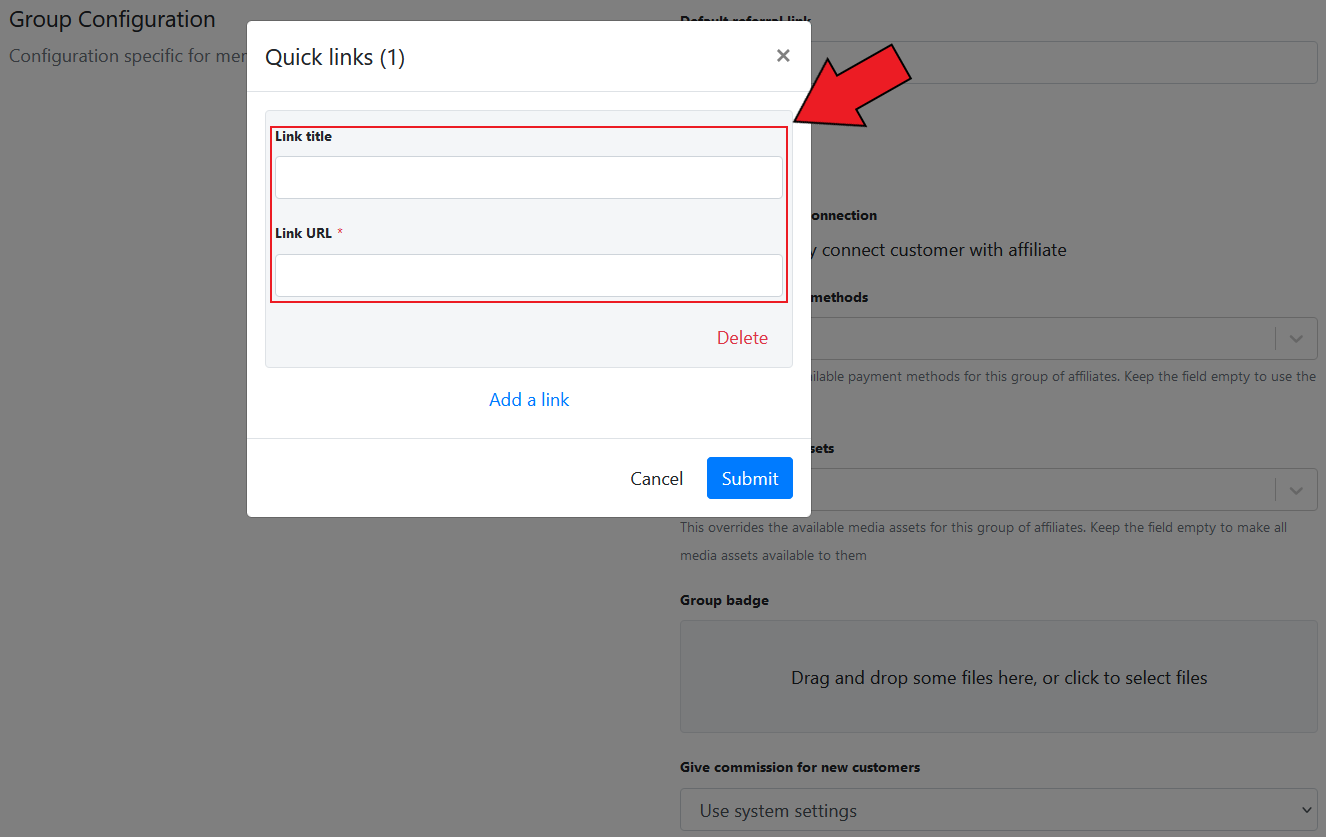 Group Configuration
Configuration specific for mer
Default referral link
Quick links (1)
×
Link title
Link URL *
Delete
Add a link
Cancel
Submit
onnection
y connect customer with affiliate
methods
ilable payment methods for this group of affiliates. Keep the field empty to use the
sets
This overrides the available media assets for this group of affiliates. Keep the field empty to make all
media assets available to them
Group badge
Drag and drop some files here, or click to select files
Give commission for new customers
Use system settings